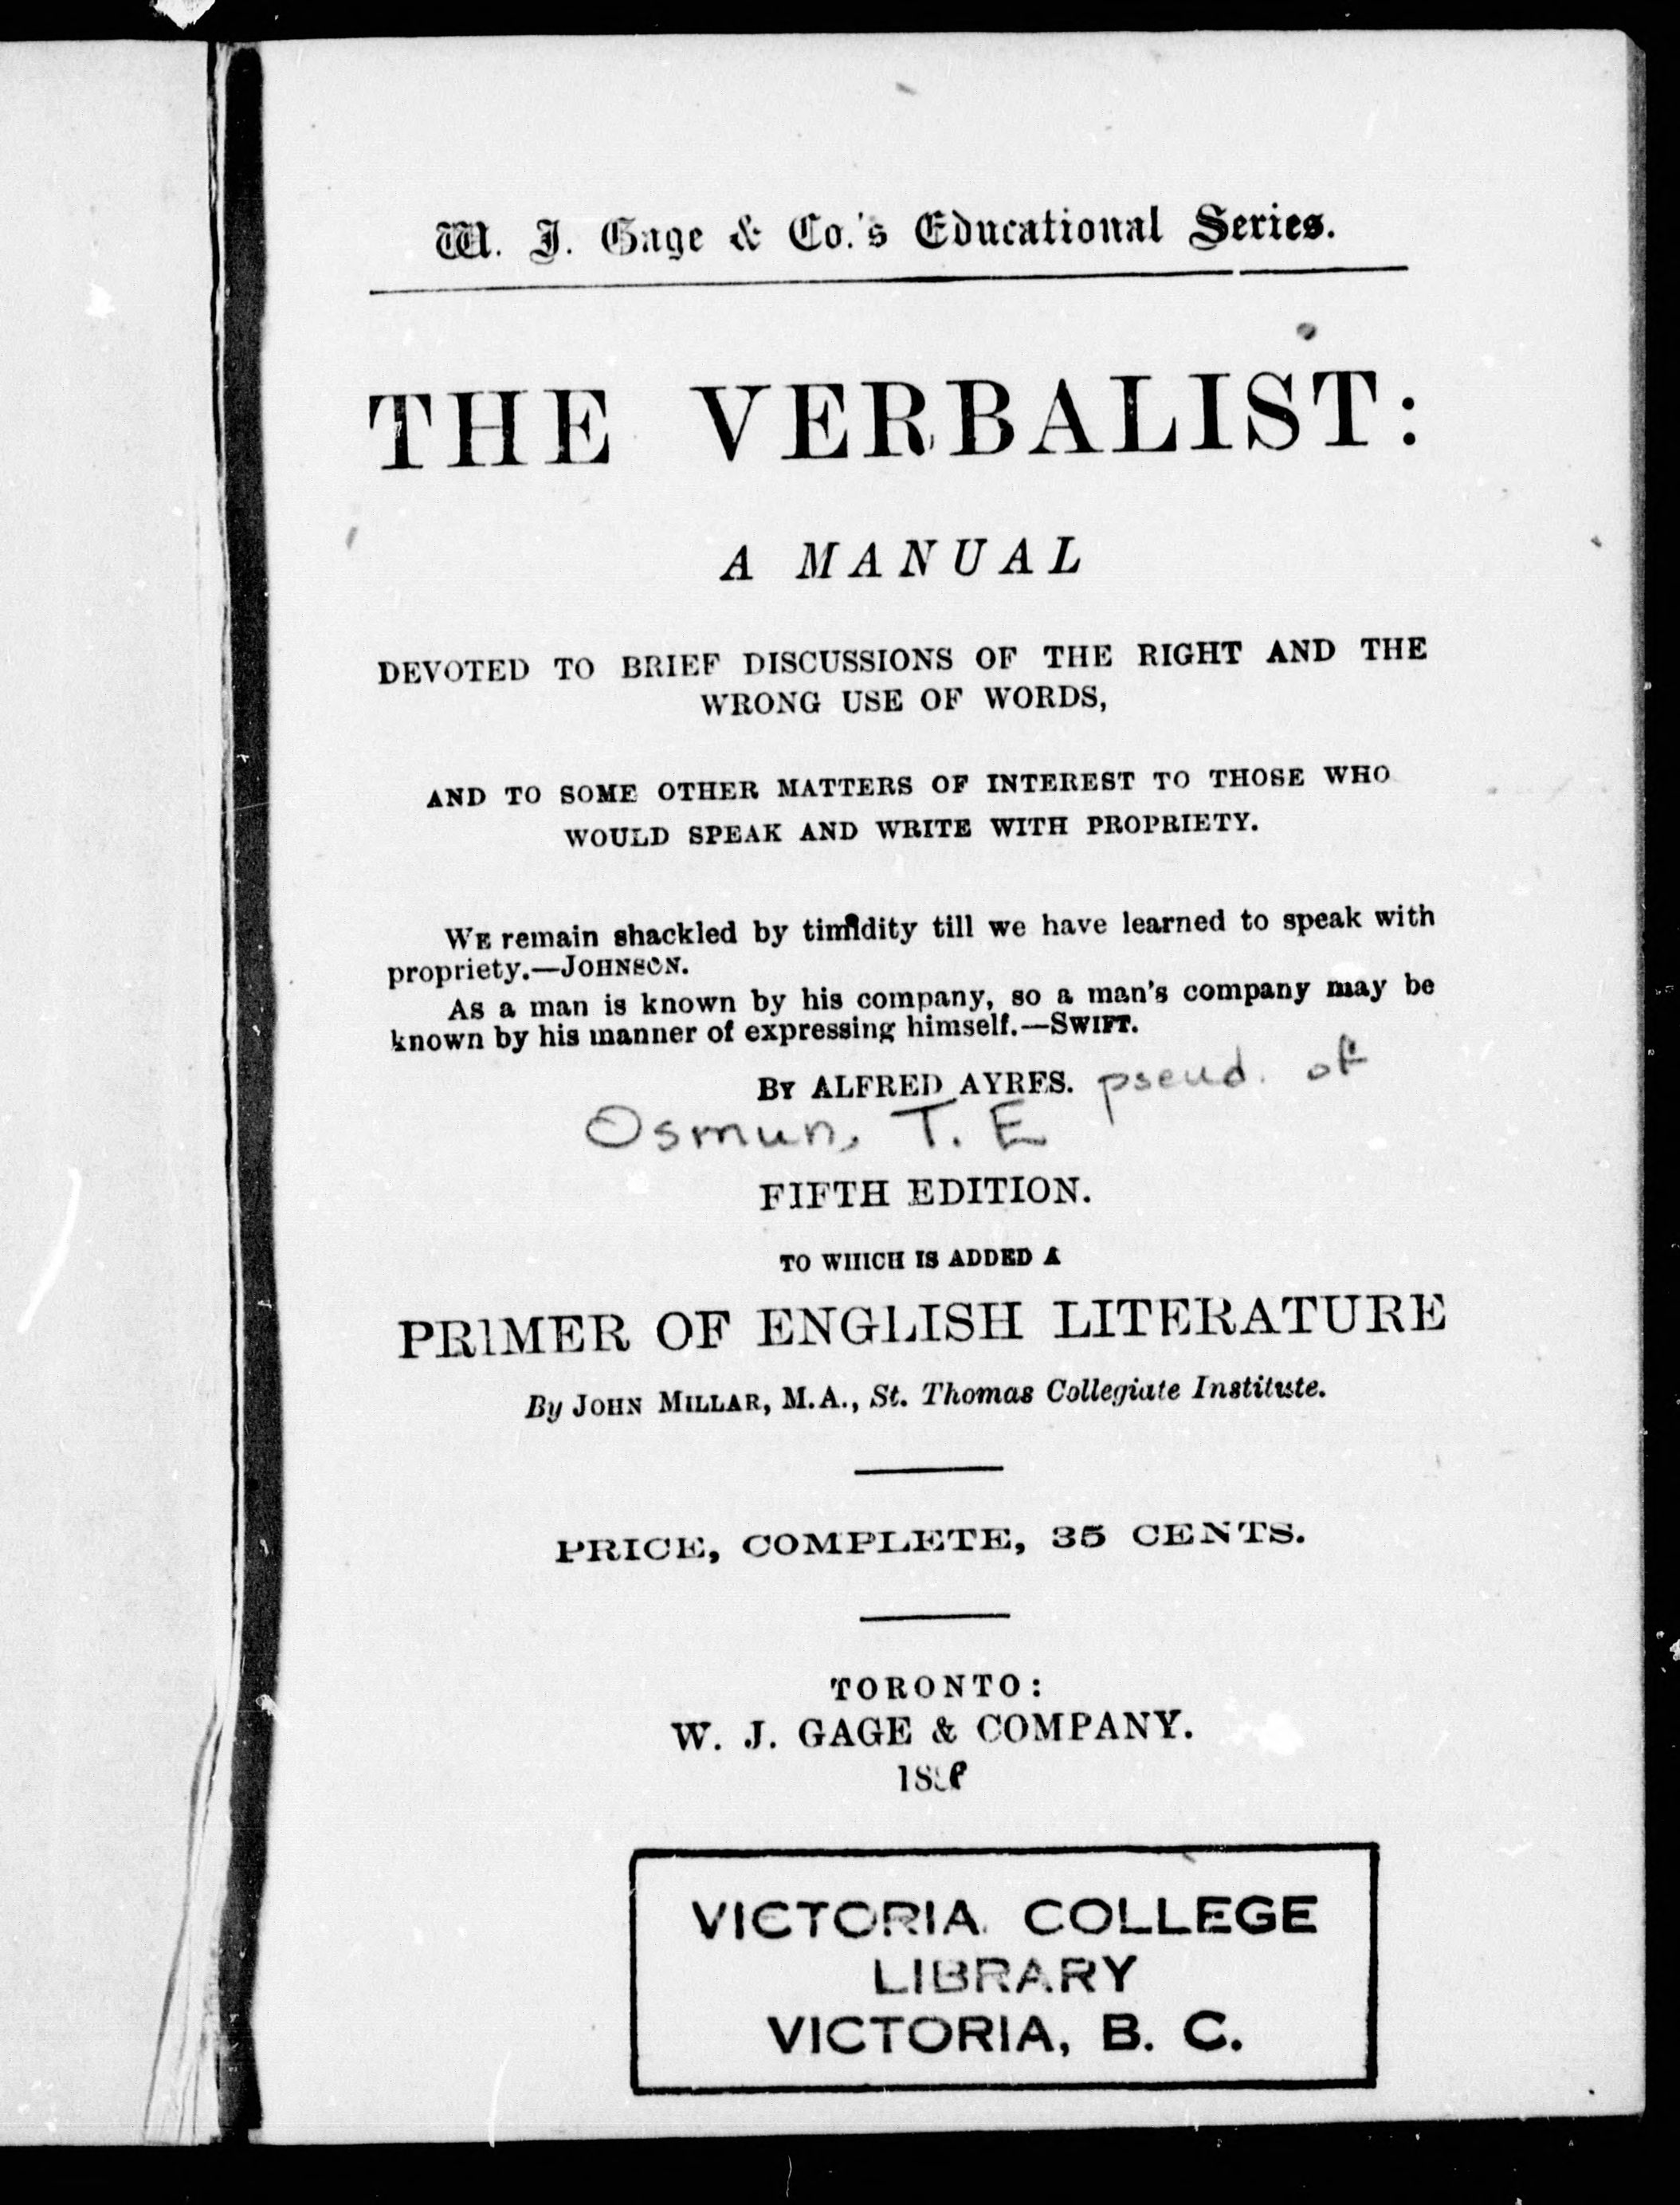 W. J. Gage & Co.'s Educational Series.
THE VERBALIST:
A MANUAL
DEVOTED TO BRIEF DISCUSSIONS OF THE RIGHT AND THE
WRONG USE OF WORDS,
AND TO SOME OTHER MATTERS OF INTEREST TO THOSE WHO
WOULD SPEAK AND WRITE WITH PROPRIETY.
WE remain shackled by timidity till we have learned to speak with
propriety.—JOHNSON.
As a man is known by his company, so a man's company may be
known by his manner of expressing himself.—SWIFT.
BY ALFRED AYRES. pseud. of
Osmun, T. E
FIFTH EDITION.
TO WHICH IS ADDED A
PRIMER OF ENGLISH LITERATURE
By JOHN MILLAR, M.A., St. Thomas Collegiate Institute.
PRICE, COMPLETE, 35 CENTS.
TORONTO:
W. J. GAGE & COMPANY.
VICTORIA COLLEGE
LIBRARY
VICTORIA, B. C.